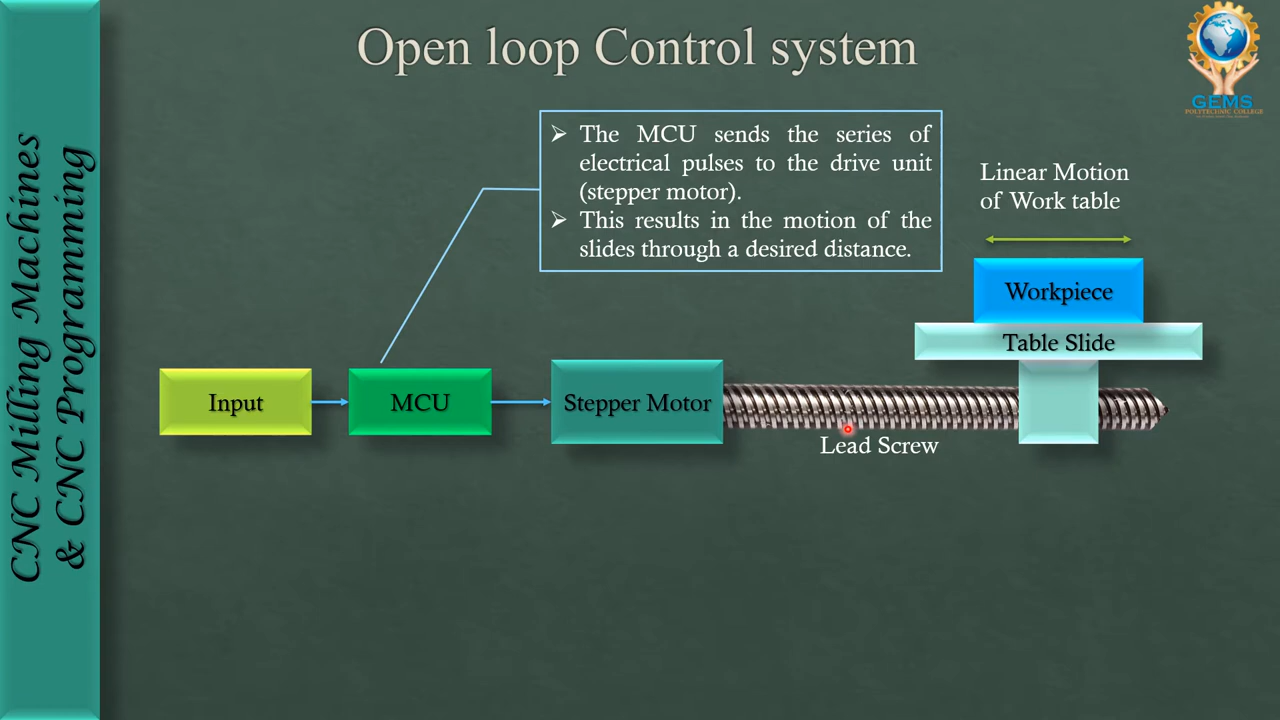 Open loop Control system
GEMS
POLYTECHNIC COLLEGE
CNC Milling Machines
& CNC Programming
➢ The MCU sends the series of
electrical pulses to the drive unit
(stepper motor).
➢ This results in the motion of the
slides through a desired distance.
Linear Motion
of Work table
Workpiece
Table Slide
Input
MCU
Stepper Motor
Lead Screw